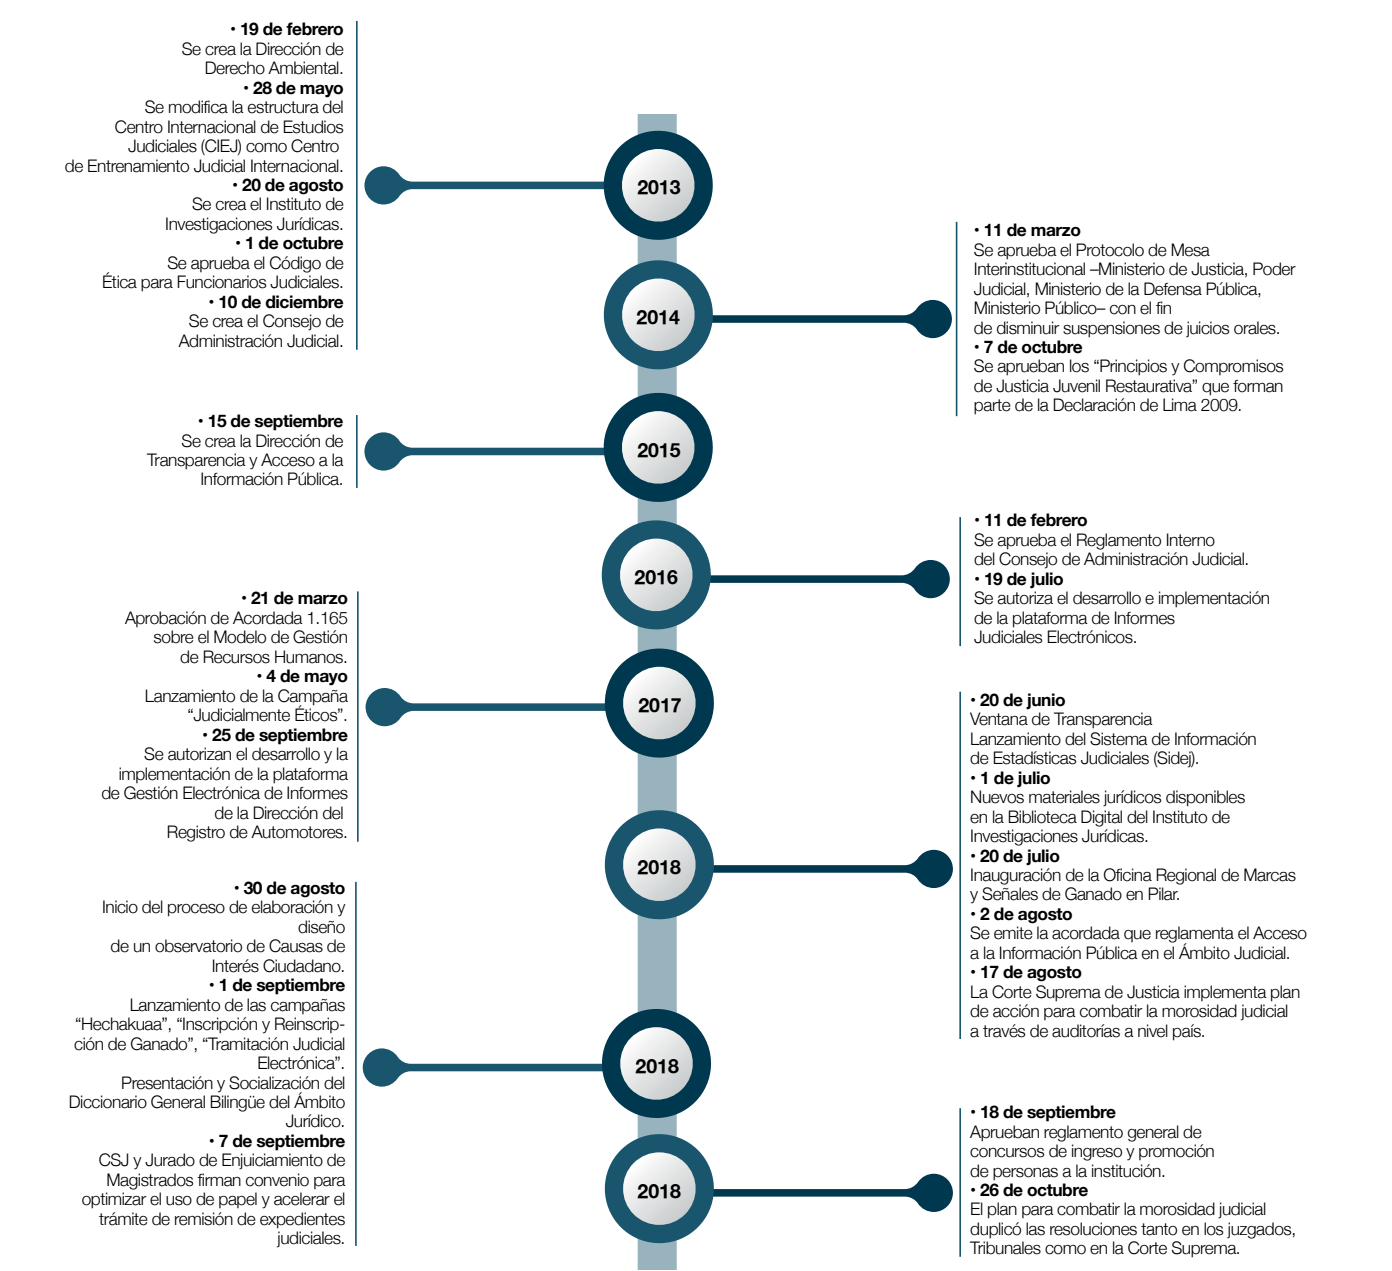 • 19 de febrero
Se crea la Dirección de
Derecho Ambiental.
• 28 de mayo
Se modifica la estructura del
Centro Internacional de Estudios
Judiciales (CIEJ) como Centro
de Entrenamiento Judicial Internacional.
• 20 de agosto
Se crea el Instituto de
Investigaciones Jurídicas.
• 1 de octubre
Se aprueba el Código de
Ética para Funcionarios Judiciales.
• 10 de diciembre
Se crea el Consejo de
Administración Judicial.
2013
2014
• 11 de marzo
Se aprueba el Protocolo de Mesa
Interinstitucional –Ministerio de Justicia, Poder
Judicial, Ministerio de la Defensa Pública,
Ministerio Público– con el fin
de disminuir suspensiones de juicios orales.
• 7 de octubre
Se aprueban los “Principios y Compromisos
de Justicia Juvenil Restaurativa” que forman
parte de la Declaración de Lima 2009.
• 15 de septiembre
Se crea la Dirección de
Transparencia y Acceso a la
Información Pública.
2015
2016
• 11 de febrero
Se aprueba el Reglamento Interno
del Consejo de Administración Judicial.
• 19 de julio
Se autoriza el desarrollo e implementación
de la plataforma de Informes
Judiciales Electrónicos.
• 21 de marzo
Aprobación de Acordada 1.165
sobre el Modelo de Gestión
de Recursos Humanos.
• 4 de mayo
Lanzamiento de la Campaña
“Judicialmente Éticos”.
• 25 de septiembre
Se autorizan el desarrollo y la
implementación de la plataforma
de Gestión Electrónica de Informes
de la Dirección del
Registro de Automotores.
2017
2018
• 20 de junio
Ventana de Transparencia
Lanzamiento del Sistema de Información
de Estadísticas Judiciales (Sidej).
• 1 de julio
Nuevos materiales jurídicos disponibles
en la Biblioteca Digital del Instituto de
Investigaciones Jurídicas.
• 20 de julio
Inauguración de la Oficina Regional de Marcas
y Señales de Ganado en Pilar.
• 2 de agosto
Se emite la acordada que reglamenta el Acceso
a la Información Pública en el Ámbito Judicial.
• 17 de agosto
La Corte Suprema de Justicia implementa plan
de acción para combatir la morosidad judicial
a través de auditorías a nivel país.
• 30 de agosto
Inicio del proceso de elaboración y
diseño
de un observatorio de Causas de
Interés Ciudadano.
• 1 de septiembre
Lanzamiento de las campañas
“Hechakuaa”, “Inscripción y Reinscrip-
ción de Ganado”, “Tramitación Judicial
Electrónica”.
Presentación y Socialización del
Diccionario General Bilingüe del Ámbito
Jurídico.
• 7 de septiembre
CSJ y Jurado de Enjuiciamiento de
Magistrados firman convenio para
optimizar el uso de papel y acelerar el
trámite de remisión de expedientes
judiciales.
2018
2018
• 18 de septiembre
Aprueban reglamento general de
concursos de ingreso y promoción
de personas a la institución.
• 26 de octubre
El plan para combatir la morosidad judicial
duplicó las resoluciones tanto en los juzgados,
Tribunales como en la Corte Suprema.